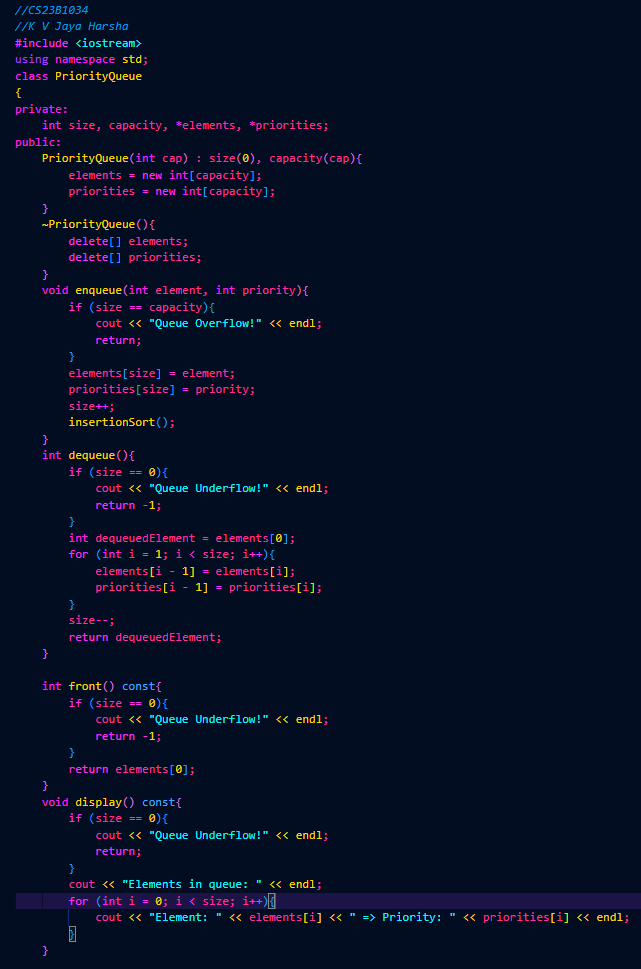 //CS23B1034
//K V Jaya Harsha
#include <iostream>
using namespace std;
class PriorityQueue
{
private:
    int size, capacity, *elements, *priorities;
public:
    PriorityQueue(int cap) : size(0), capacity(cap){
        elements = new int[capacity];
        priorities = new int[capacity];
    }
    ~PriorityQueue(){
        delete[] elements;
        delete[] priorities;
    }
    void enqueue(int element, int priority){
        if (size == capacity){
            cout << "Queue Overflow!" << endl;
            return;
        }
        elements[size] = element;
        priorities[size] = priority;
        size++;
        insertionSort();
    }
    int dequeue(){
        if (size == 0){
            cout << "Queue Underflow!" << endl;
            return -1;
        }
        int dequeuedElement = elements[0];
        for (int i = 1; i < size; i++){
            elements[i - 1] = elements[i];
            priorities[i - 1] = priorities[i];
        }
        size--;
        return dequeuedElement;
    }

    int front() const{
        if (size == 0){
            cout << "Queue Underflow!" << endl;
            return -1;
        }
        return elements[0];
    }
    void display() const{
        if (size == 0){
            cout << "Queue Underflow!" << endl;
            return;
        }
        cout << "Elements in queue: " << endl;
        for (int i = 0; i < size; i++){
            cout << "Element: " << elements[i] << " => Priority: " << priorities[i] << endl;
        }
    }